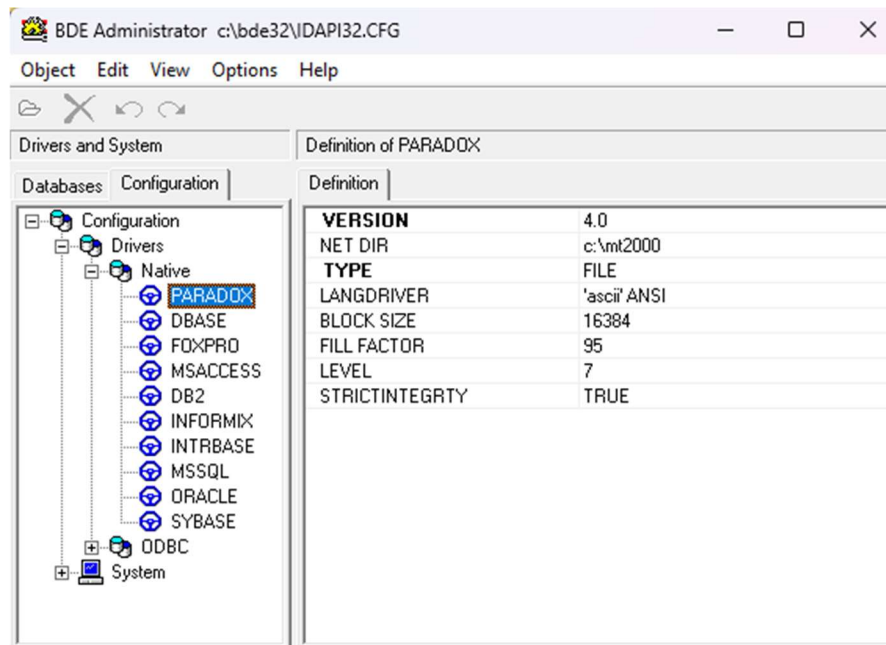 BDE Administrator c:\bde32\IDAPI32.CFG
Object Edit View Options Help
Drivers and System
Definition of PARADOX
Databases Configuration
Definition
Configuration
Drivers
Native
PARADOX
DBASE
FOXPRO
MSACCESS
DB2
INFORMIX
INTRBASE
MSSQL
ORACLE
SYBASE
ODBC
System
VERSION 4.0
NET DIR c:\mt2000
TYPE FILE
LANGDRIVER 'ascii' ANSI
BLOCK SIZE 16384
FILL FACTOR 95
LEVEL 7
STRICTINTEGRTY TRUE